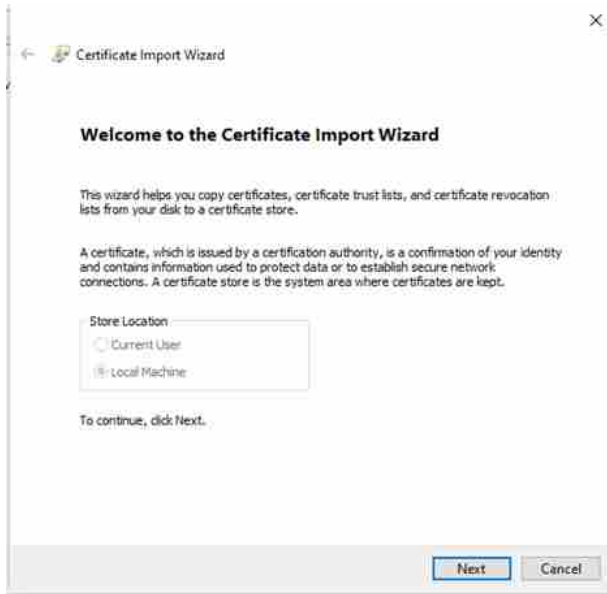 Certificate Import Wizard
Welcome to the Certificate Import Wizard
This wizard helps you copy certificates, certificate trust lists, and certificate revocation
lists from your disk to a certificate store.
A certificate, which is issued by a certification authority, is a confirmation of your identity
and contains information used to protect data or to establish secure network
connections. A certificate store is the system area where certificates are kept.
Store Location
Current User
Local Machine
To continue, click Next.
Next Cancel